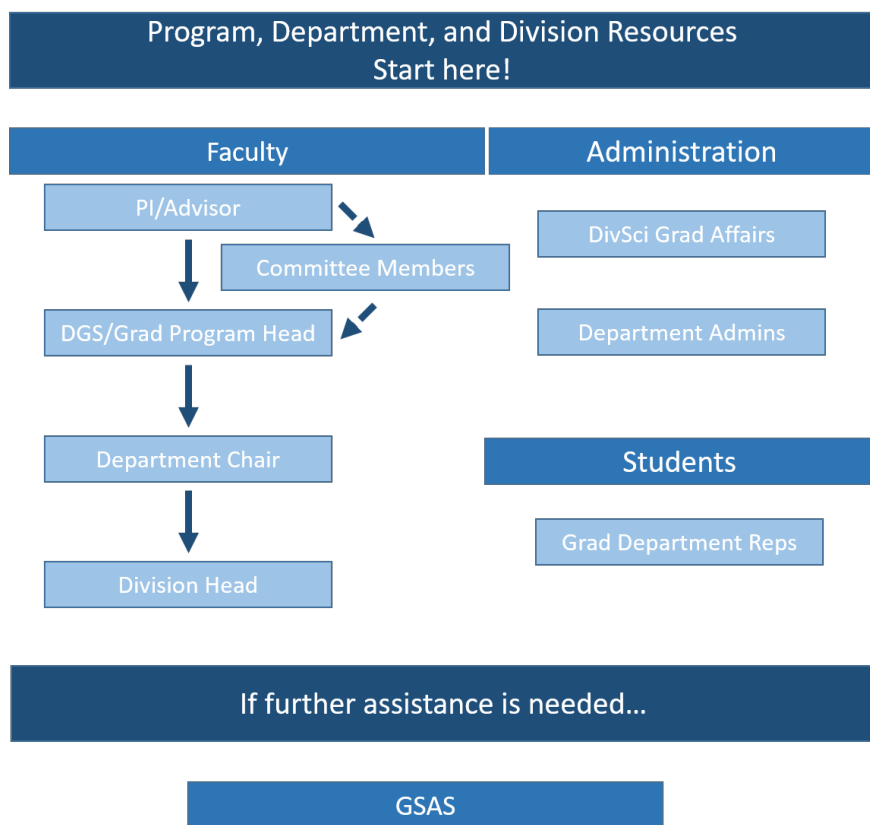 Program, Department, and Division Resources
Start here!
Faculty
Administration
PI/Advisor
DivSci Grad Affairs
Committee Members
DGS/Grad Program Head
Department Admins
Department Chair
Students
Grad Department Reps
Division Head
If further assistance is needed…
GSAS